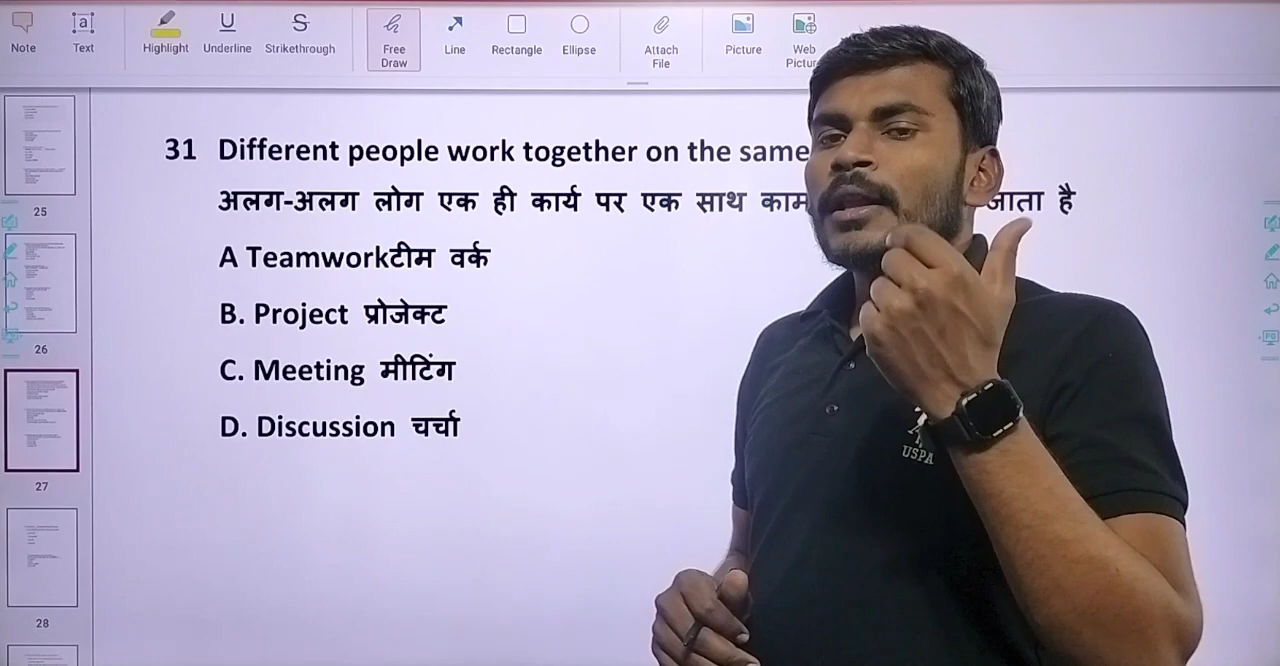 Note
Text
Highlight
Underline
Strikethrough
Free
Draw
Line
Rectangle
Ellipse
Attach
File
Picture
Web
31 Different people work together on the same
अलग-अलग लोग एक ही कार्य पर एक साथ काम जाता है
A Teamworkटीम वर्क
B. Project प्रोजेक्ट
C. Meeting मीटिंग
D. Discussion चर्चा
25
26
27
28
USPA